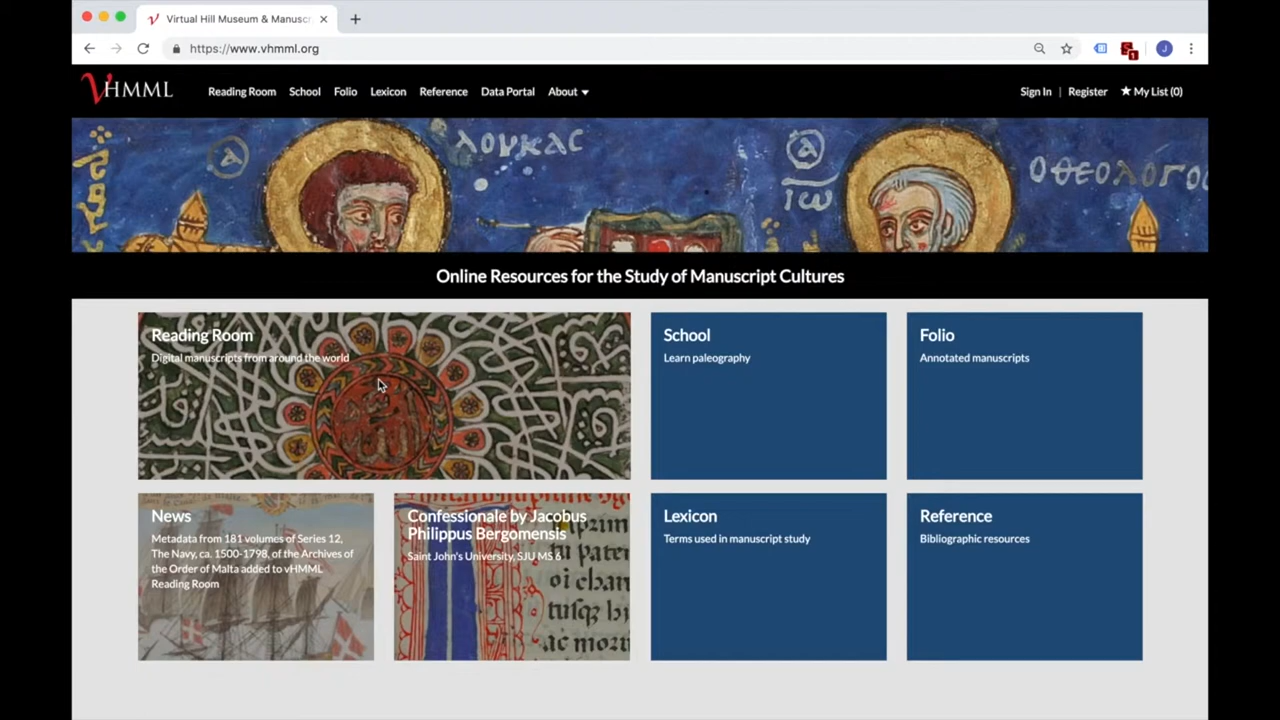 Virtual Hill Museum & Manuscr
https://www.vhmml.org
VHMML
Reading Room School Folio Lexicon Reference Data Portal About
Sign In | Register ★ My List (0)
λουκας
ὁ θεολόγο
Online Resources for the Study of Manuscript Cultures
Reading Room
Digital manuscripts from around the world
School
Learn paleography
Folio
Annotated manuscripts
News
Metadata from 181 volumes of Series 12,
The Navy, ca. 1500-1798, of the Archives of
the Order of Malta added to vHMML
Reading Room
Confessionale by Jacobus
Philippus Bergomensis
Saint John's University, SJU MS 6
Lexicon
Terms used in manuscript study
Reference
Bibliographic resources